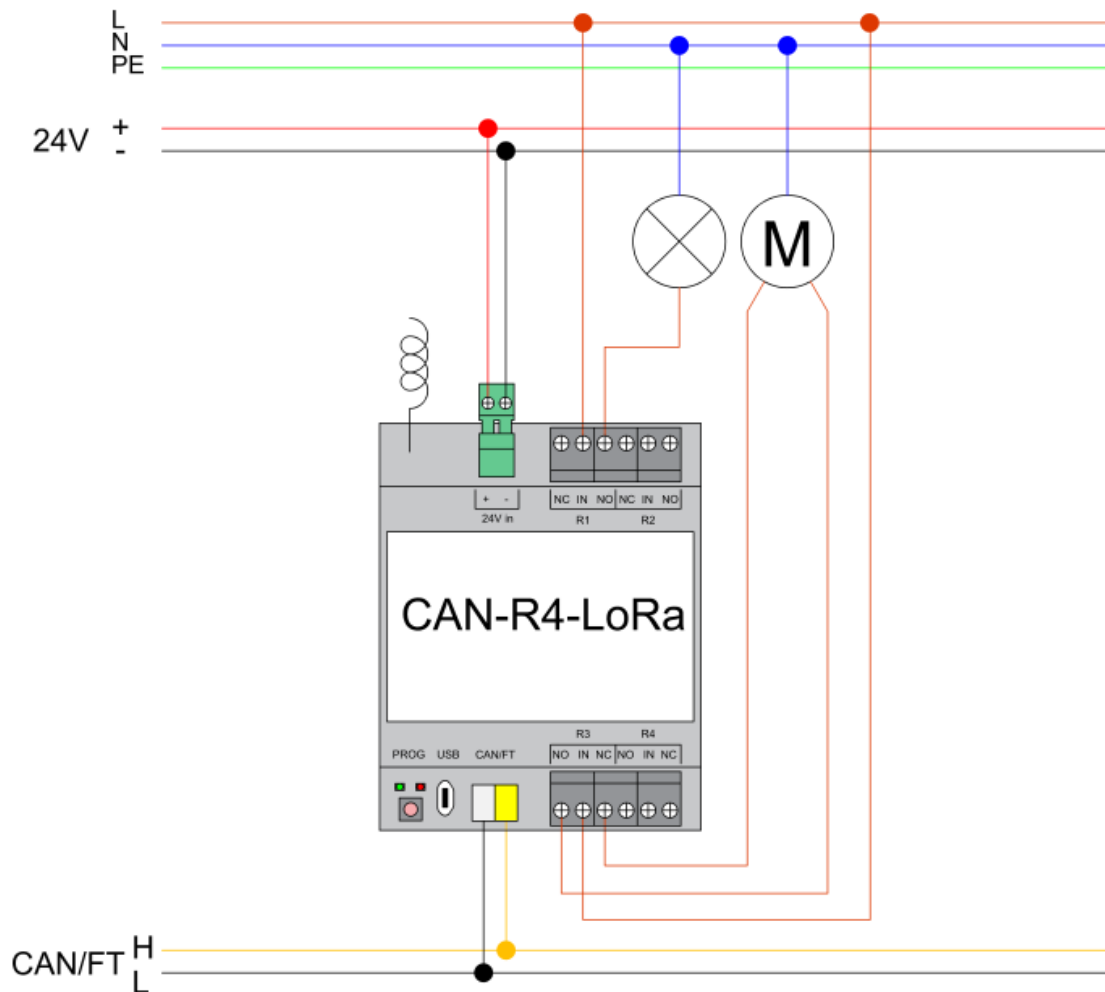 L
N
PE
24V + -
M
+ -
24V in
NC IN NO NC IN NO
R1 R2
CAN-R4-LoRa
R3 R4
PROG USB CAN/FT NO IN NC NO IN NC
CAN/FT H
L